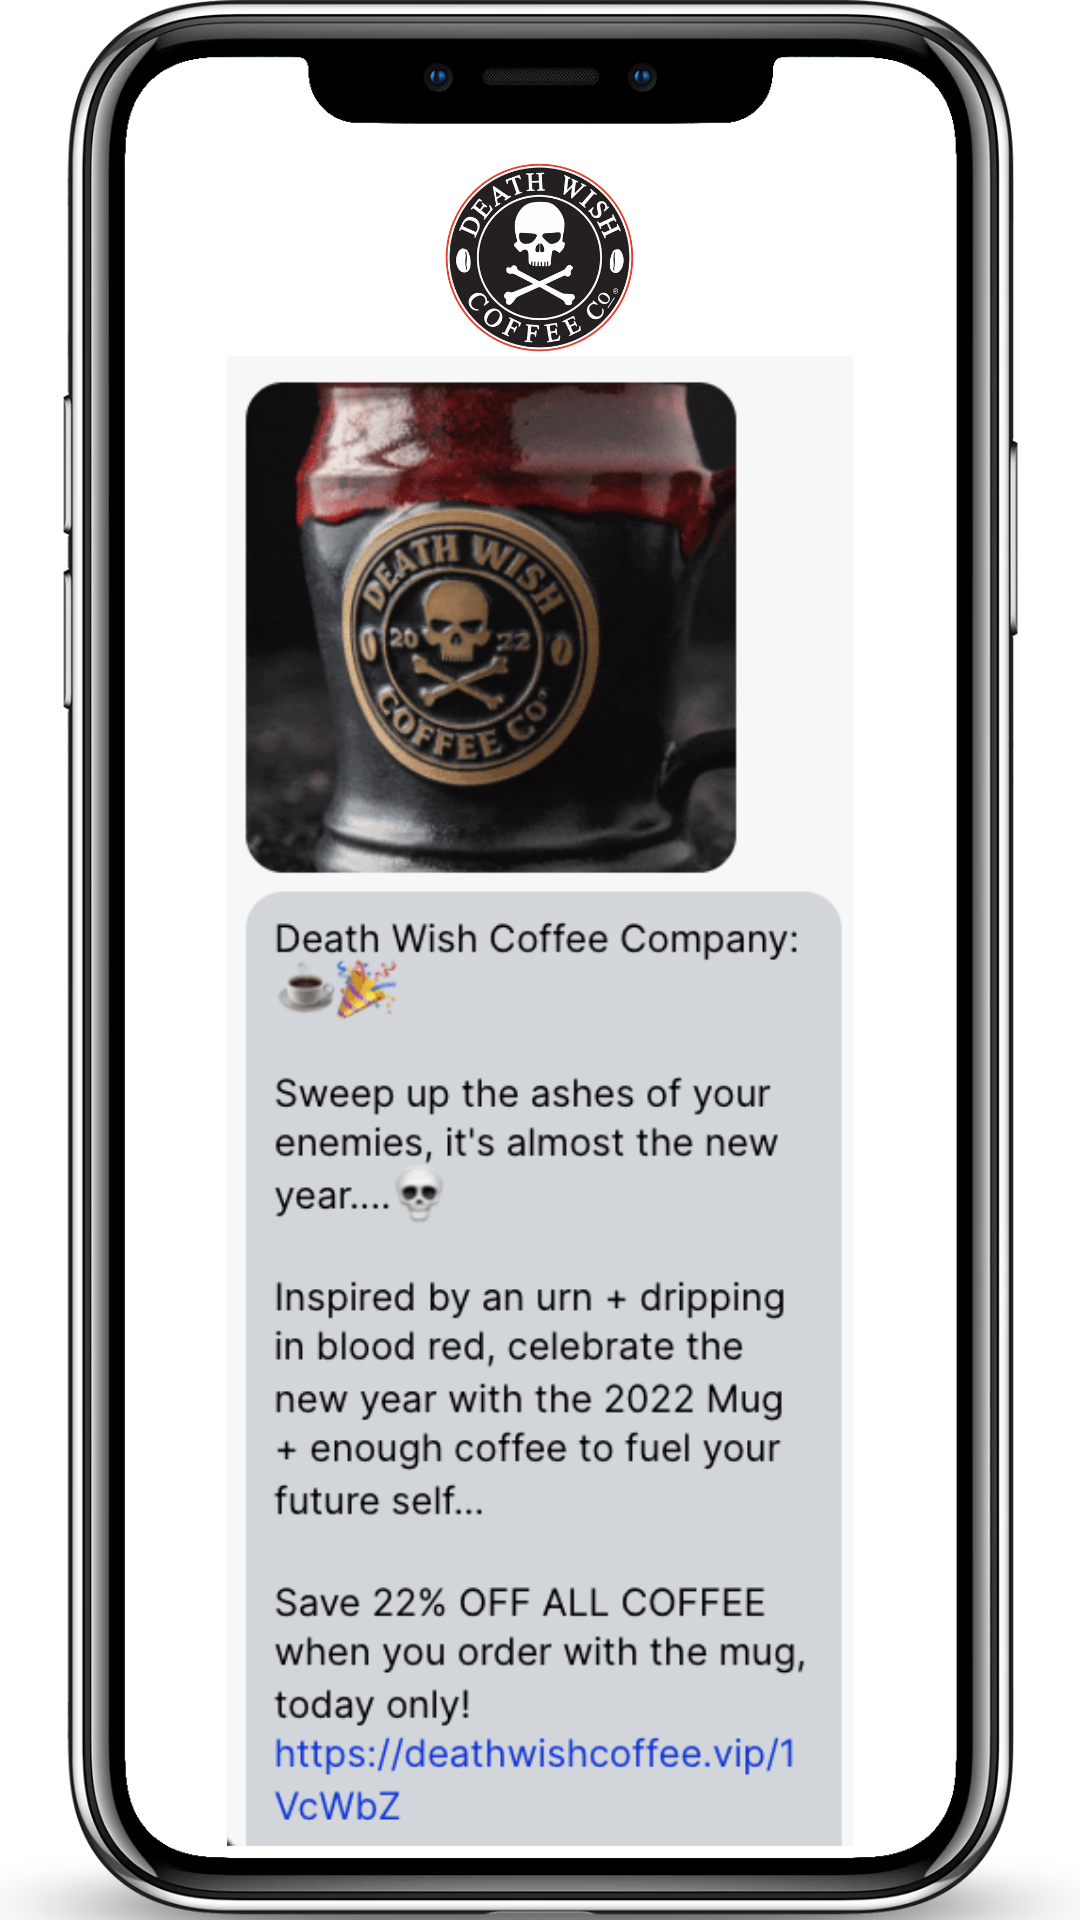 DEATH WISH
COFFEE CO.®
DEATH WISH
20 22
COFFEE CO
Death Wish Coffee Company:
☕🎉
Sweep up the ashes of your
enemies, it's almost the new
year....💀
Inspired by an urn + dripping
in blood red, celebrate the
new year with the 2022 Mug
+ enough coffee to fuel your
future self...
Save 22% OFF ALL COFFEE
when you order with the mug,
today only!
https://deathwishcoffee.vip/1
VcWbZ